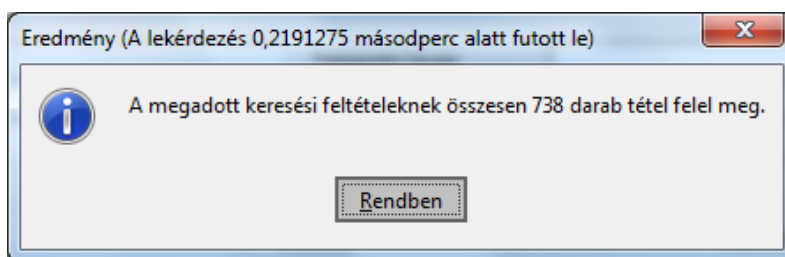 Eredmény (A lekérdezés 0,2191275 másodperc alatt futott le)
A megadott keresési feltételeknek összesen 738 darab tétel felel meg.
Rendben